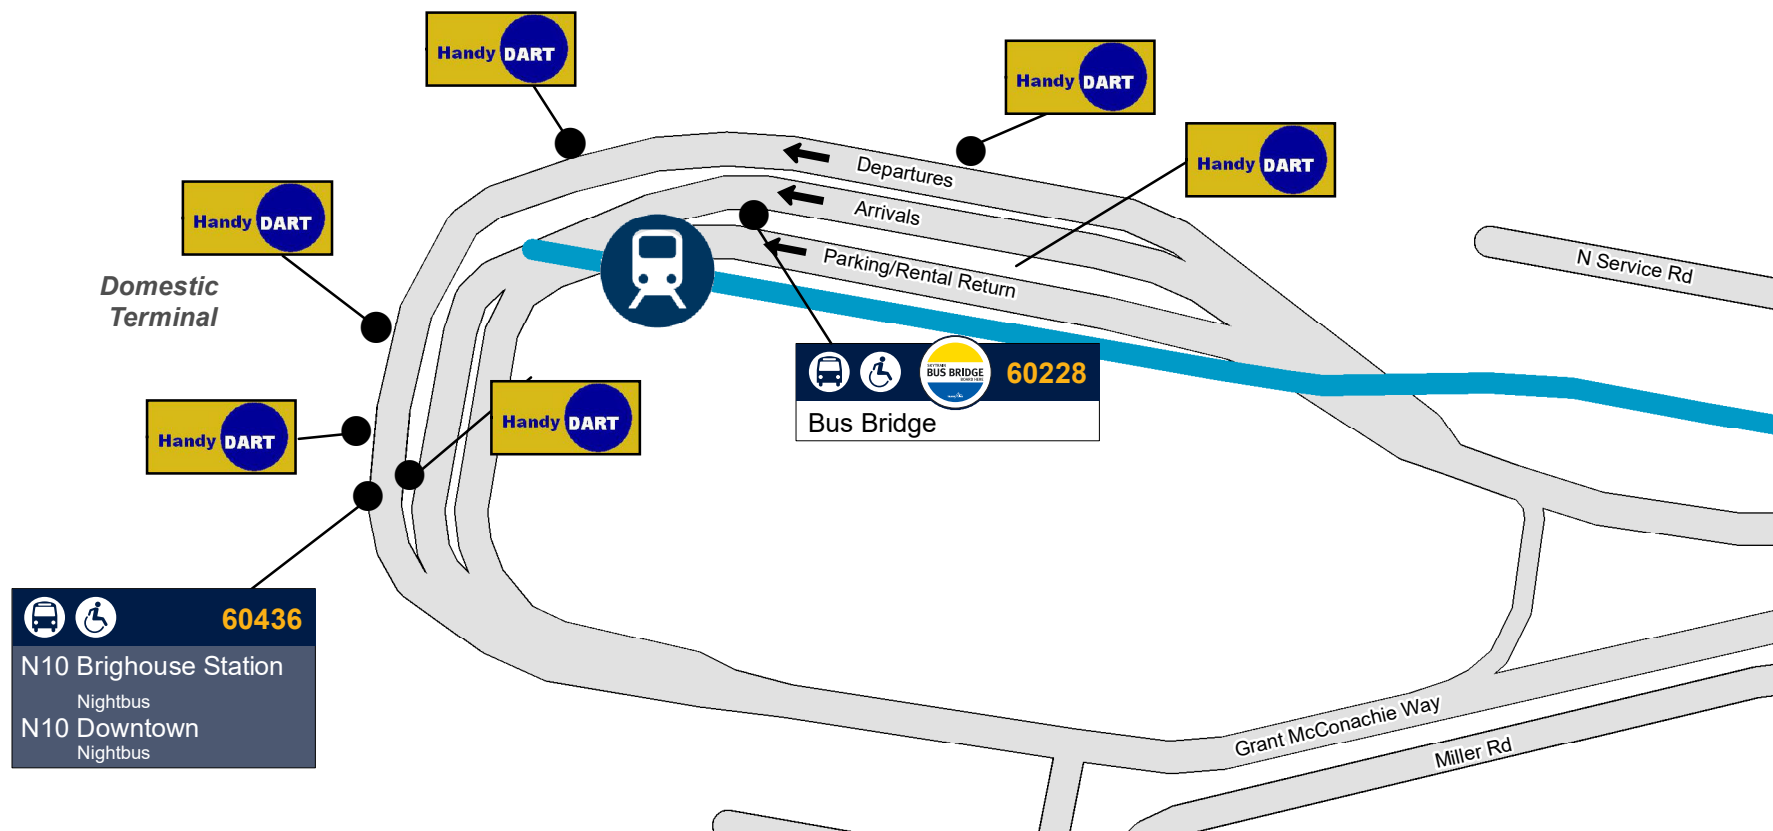 Handy DART
Handy DART
Handy DART
Handy DART
Departures
Arrivals
Parking/Rental Return
N Service Rd
Domestic
Terminal
BUS BRIDGE
60228
Bus Bridge
Handy DART
Handy DART
60436
N10 Brighouse Station
Nightbus
N10 Downtown
Nightbus
Grant McConachie Way
Miller Rd